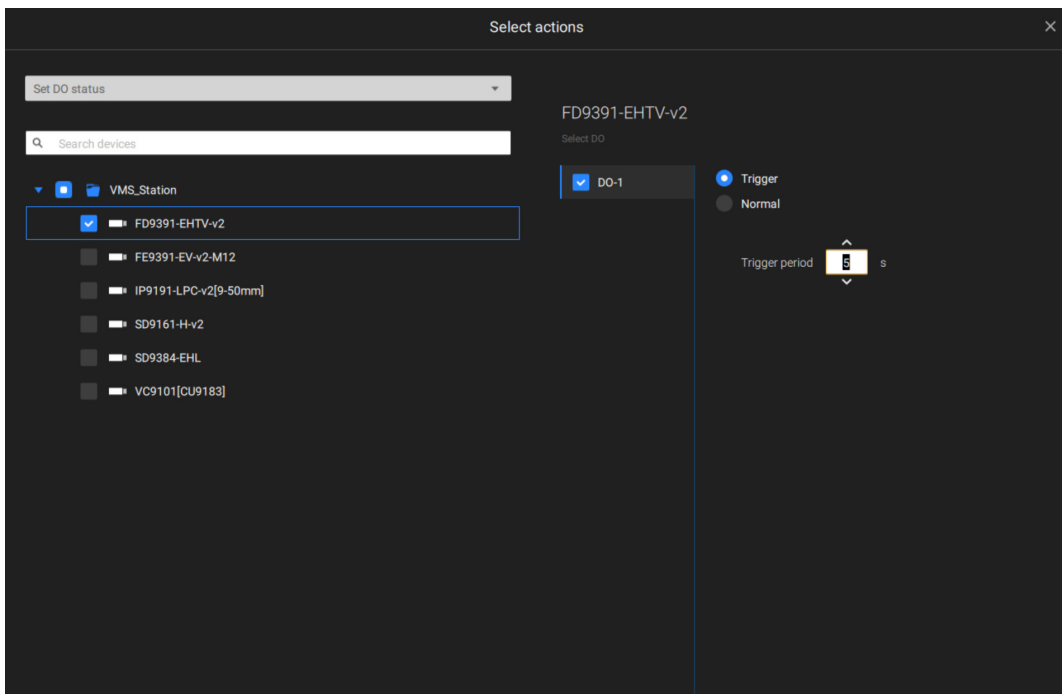 Select actions
Set DO status
Search devices
VMS_Station
FD9391-EHTV-v2
FE9391-EV-v2-M12
IP9191-LPC-v2[9-50mm]
SD9161-H-v2
SD9384-EHL
VC9101[CU9183]
FD9391-EHTV-v2
Select DO
DO-1
Trigger
Normal
Trigger period 5 s